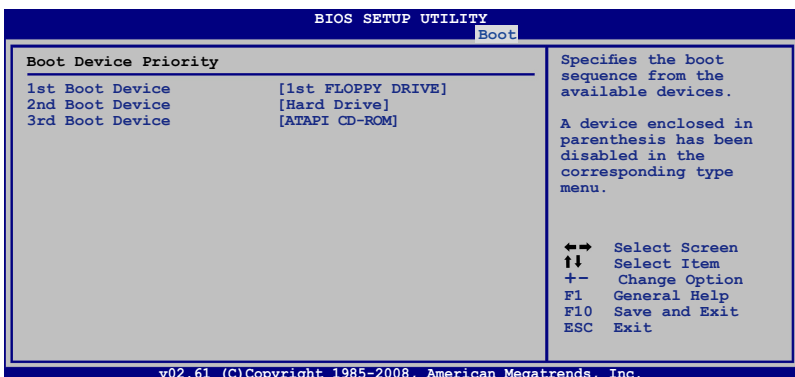 BIOS SETUP UTILITY
Boot
Boot Device Priority
1st Boot Device [1st FLOPPY DRIVE]
2nd Boot Device [Hard Drive]
3rd Boot Device [ATAPI CD-ROM]
Specifies the boot
sequence from the
available devices.
A device enclosed in
parenthesis has been
disabled in the
corresponding type
menu.
←→ Select Screen
↑↓ Select Item
+- Change Option
F1 General Help
F10 Save and Exit
ESC Exit
v02.61 (C)Copyright 1985-2008, American Megatrends, Inc.